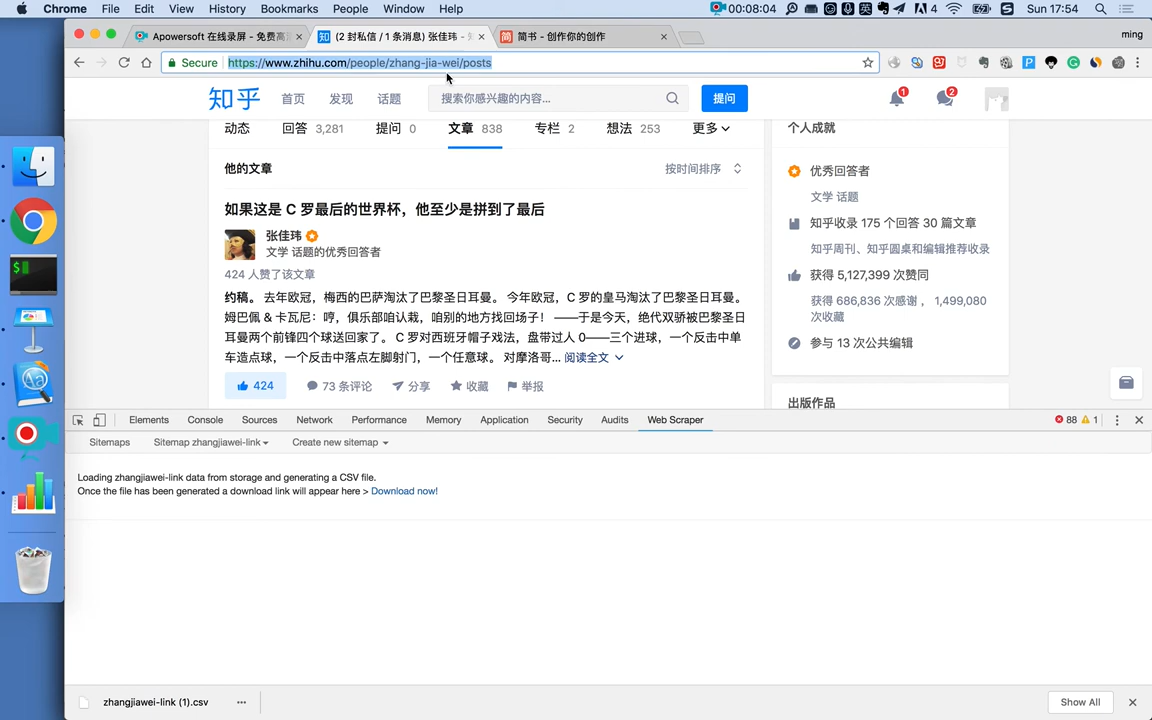 Chrome File Edit View History Bookmarks People Window Help 00:08:04 4 Sun 17:54
Apowersoft 在线录屏 - 免费高清 (2 封私信 / 1 条消息) 张佳玮 - 知 简书 - 创作你的创作 ming
Secure https://www.zhihu.com/people/zhang-jia-wei/posts
知乎 首页 发现 话题 搜索你感兴趣的内容... 提问 1 2
动态 回答 3,281 提问 0 文章 838 专栏 2 想法 253 更多
个人成就
他的文章 按时间排序
优秀回答者
文学 话题
如果这是 C 罗最后的世界杯，他至少是拼到了最后
知乎收录 175 个回答 30 篇文章
张佳玮
知乎周刊、知乎圆桌和编辑推荐收录
文学 话题的优秀回答者
424 人赞了该文章
获得 5,127,399 次赞同
约稿。 去年欧冠，梅西的巴萨淘汰了巴黎圣日耳曼。 今年欧冠，C 罗的皇马淘汰了巴黎圣日耳曼。
获得 686,836 次感谢 ， 1,499,080
次收藏
姆巴佩 & 卡瓦尼：哼，俱乐部咱认栽，咱别的地方找回场子！ ——于是今天，绝代双骄被巴黎圣日
耳曼两个前锋四个球送回家了。 C 罗对西班牙帽子戏法，盘带过人 0——三个进球，一个反击中单
参与 13 次公共编辑
车造点球，一个反击中落点左脚射门，一个任意球。 对摩洛哥... 阅读全文
424 73 条评论 分享 收藏 举报
出版作品
Elements Console Sources Network Performance Memory Application Security Audits Web Scraper 88 1
Sitemaps Sitemap zhangjiawei-link Create new sitemap
Loading zhangjiawei-link data from storage and generating a CSV file.
Once the file has been generated a download link will appear here > Download now!
zhangjiawei-link (1).csv Show All